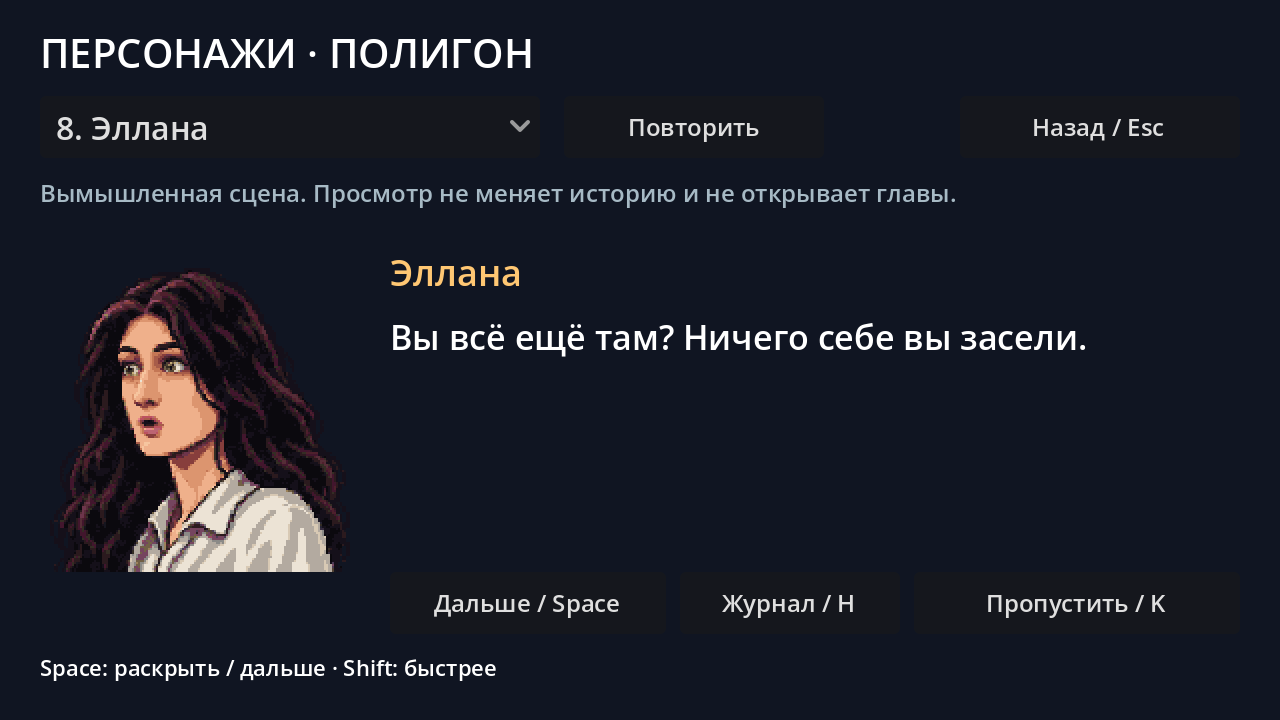 ПЕРСОНАЖИ · ПОЛИГОН
8. Эллана
Повторить
Назад / Esc
Вымышленная сцена. Просмотр не меняет историю и не открывает главы.
Эллана
Вы всё ещё там? Ничего себе вы засели.
Дальше / Space
Журнал / H
Пропустить / K
Space: раскрыть / дальше · Shift: быстрее